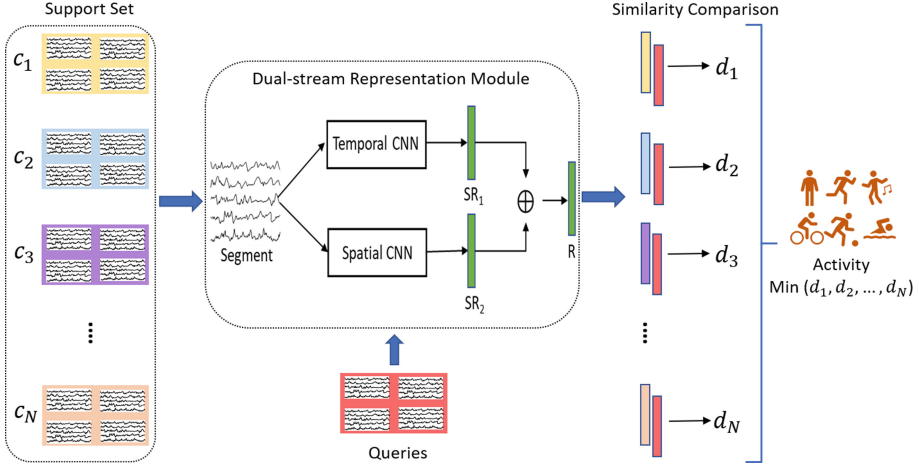 Support Set
c1
c2
c3
cN
Dual-stream Representation Module
Segment
Temporal CNN
Spatial CNN
SR1
SR2
⊕
R
Queries
Similarity Comparison
d1
d2
d3
dN
Activity
Min (d1, d2, ..., dN)